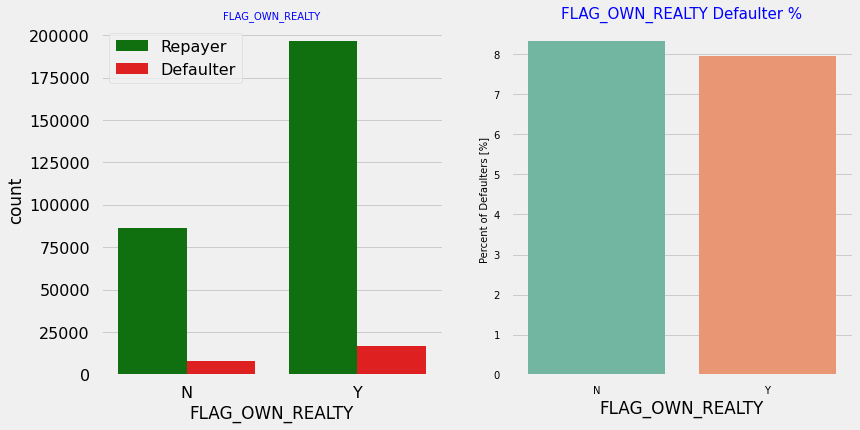 FLAG_OWN_REALTY
200000
175000
150000
125000
100000
75000
50000
25000
0
count
Repayer
Defaulter
N
Y
FLAG_OWN_REALTY
FLAG_OWN_REALTY Defaulter %
8
7
6
5
4
3
2
1
0
Percent of Defaulters [%]
N
Y
FLAG_OWN_REALTY